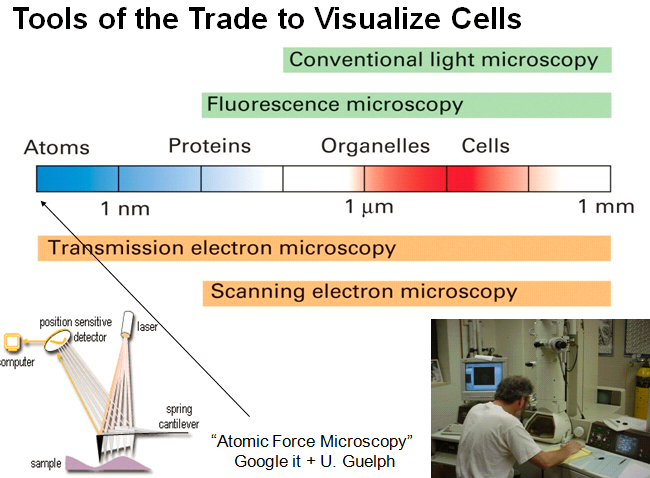 Tools of the Trade to Visualize Cells
Conventional light microscopy
Fluorescence microscopy
Atoms Proteins Organelles Cells
1 nm 1 μm 1 mm
Transmission electron microscopy
Scanning electron microscopy
position sensitive
detector
laser
computer
spring
cantilever
sample
“Atomic Force Microscopy”
Google it + U. Guelph